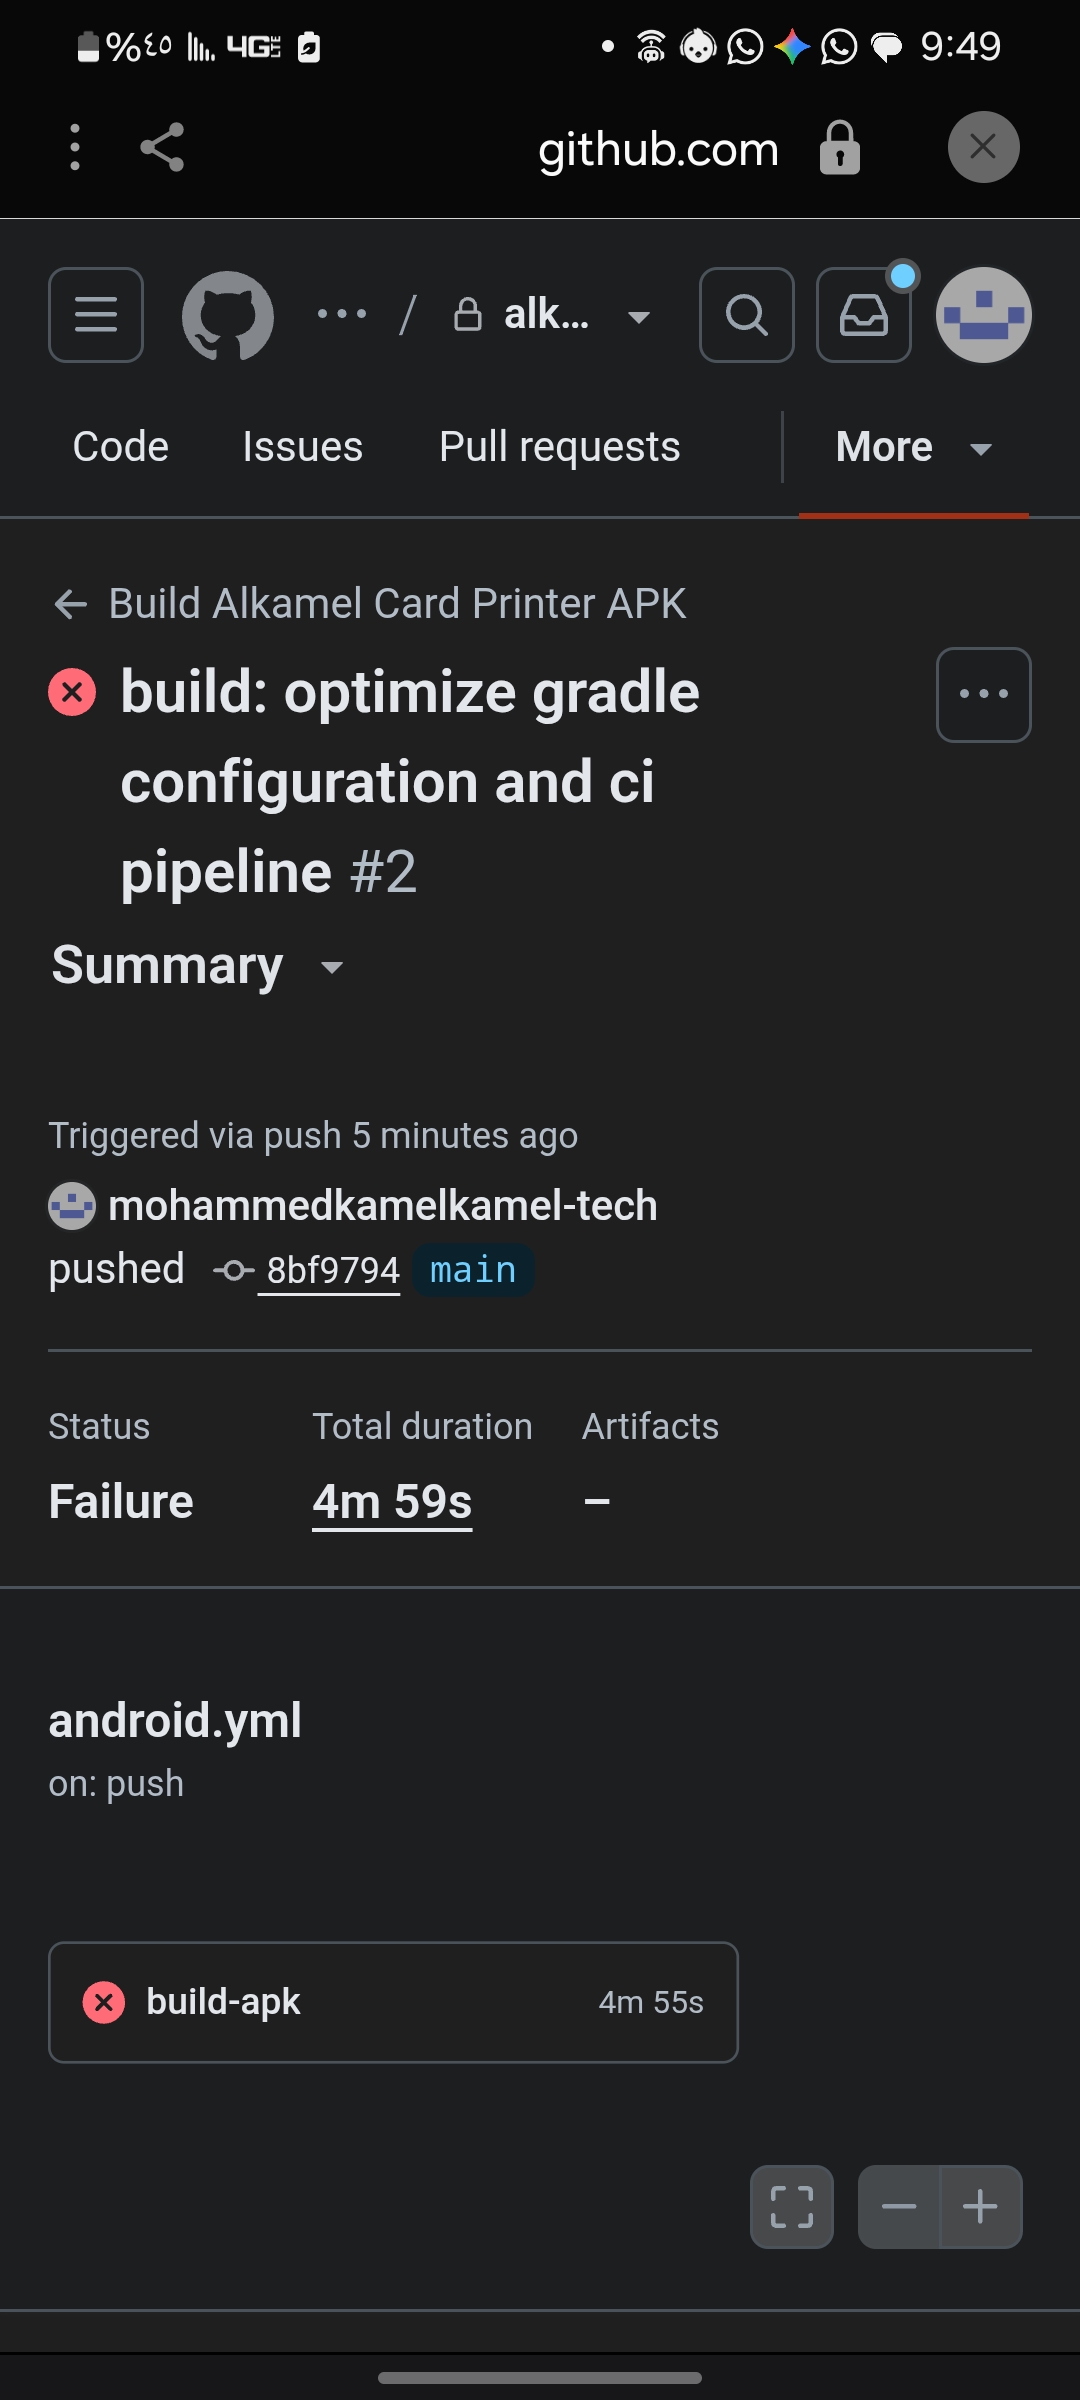 %٤٥ 4G LTE 9:49
github.com
... / alk...
Code Issues Pull requests More
Build Alkamel Card Printer APK
build: optimize gradle
configuration and ci
pipeline #2
Summary
Triggered via push 5 minutes ago
mohammedkamelkamel-tech
pushed 8bf9794 main
Status Total duration Artifacts
Failure 4m 59s –
android.yml
on: push
build-apk 4m 55s